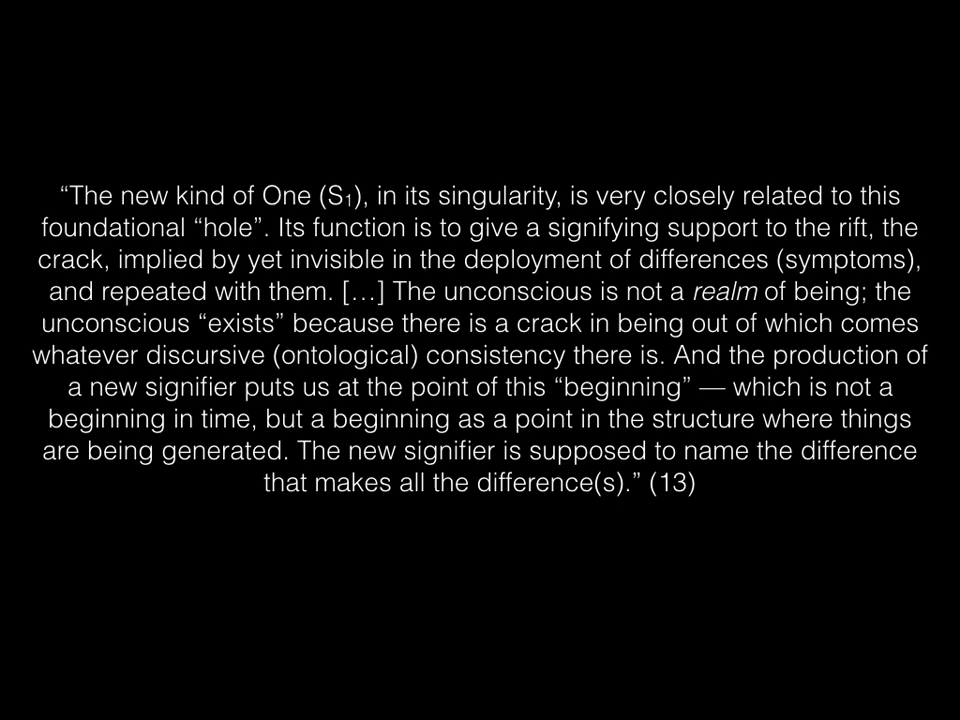 “The new kind of One (S₁), in its singularity, is very closely related to this
foundational “hole”. Its function is to give a signifying support to the rift, the
crack, implied by yet invisible in the deployment of differences (symptoms),
and repeated with them. […] The unconscious is not a realm of being; the
unconscious “exists” because there is a crack in being out of which comes
whatever discursive (ontological) consistency there is. And the production of
a new signifier puts us at the point of this “beginning” — which is not a
beginning in time, but a beginning as a point in the structure where things
are being generated. The new signifier is supposed to name the difference
that makes all the difference(s).” (13)